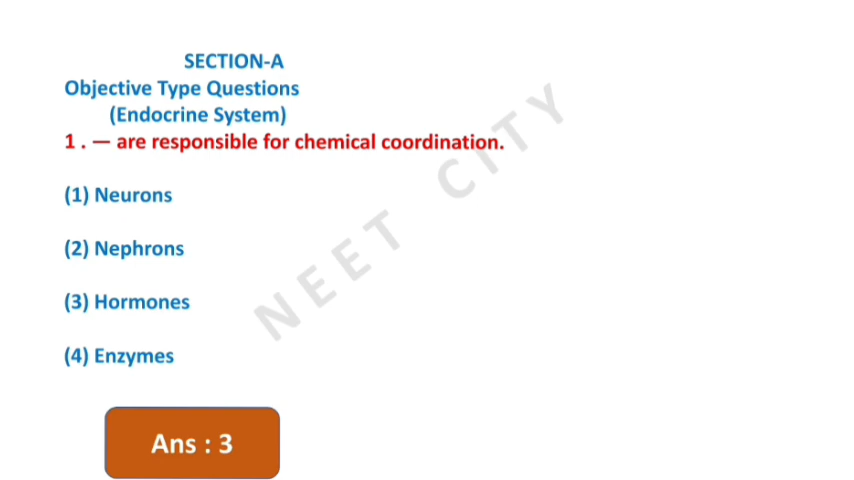 SECTION-A
Objective Type Questions
(Endocrine System)
1 . — are responsible for chemical coordination.
(1) Neurons
(2) Nephrons
(3) Hormones
(4) Enzymes
Ans : 3
NEET CITY